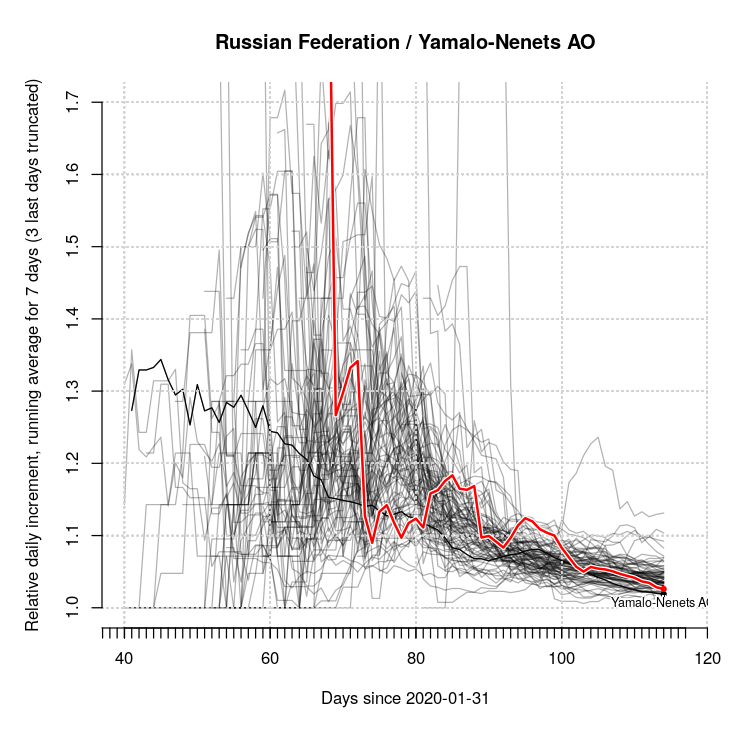 Russian Federation / Yamalo-Nenets AO
Relative daily increment, running average for 7 days (3 last days truncated)
1.7
1.6
1.5
1.4
1.3
1.2
1.1
1.0
Yamalo-Nenets AO
40 60 80 100 120
Days since 2020-01-31